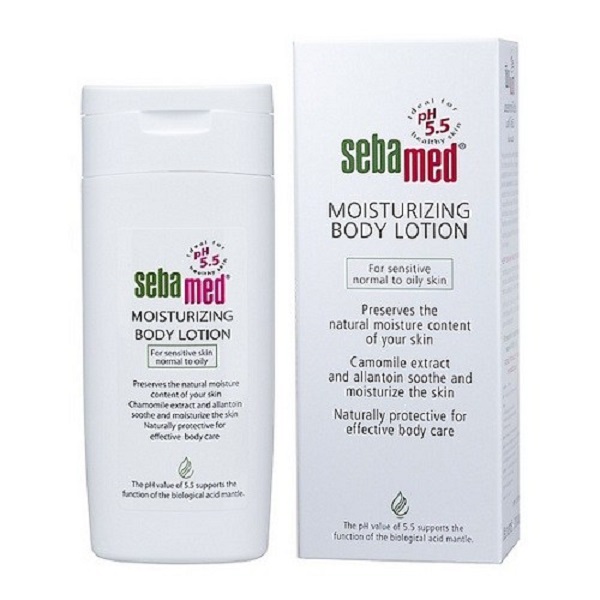 Ideal for
healthy skin
pH
5.5
sebamed®
MOISTURIZING
BODY LOTION
For sensitive skin
normal to oily
Preserves the natural moisture
content of your skin
Chamomile extract and allantoin
soothe and moisturize the skin
Naturally protective for
effective body care
The pH value of 5.5 supports the
function of the biological acid mantle.
Ideal for
healthy skin
pH
5.5
sebamed®
MOISTURIZING
BODY LOTION
For sensitive
normal to oily skin
Preserves the
natural moisture content
of your skin
Camomile extract
and allantoin soothe and
moisturize the skin
Naturally protective for
effective body care
The pH value of 5.5 supports the
function of the biological acid mantle.